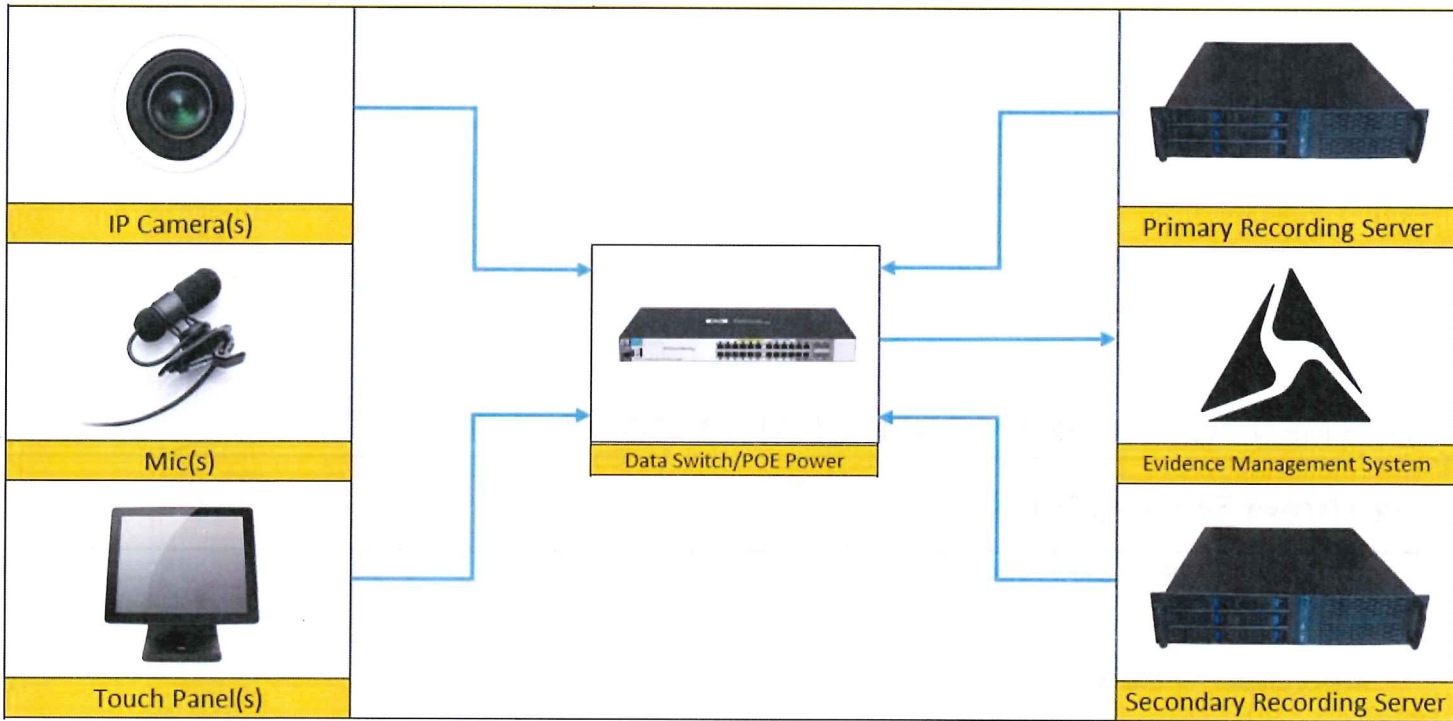 IP Camera(s)
Mic(s)
Touch Panel(s)
Data Switch/POE Power
Primary Recording Server
Evidence Management System
Secondary Recording Server